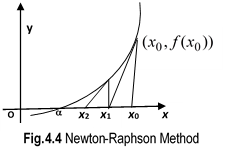 y
(x₀, f(x₀))
O α x₂ x₁ x₀ x
Fig.4.4 Newton-Raphson Method